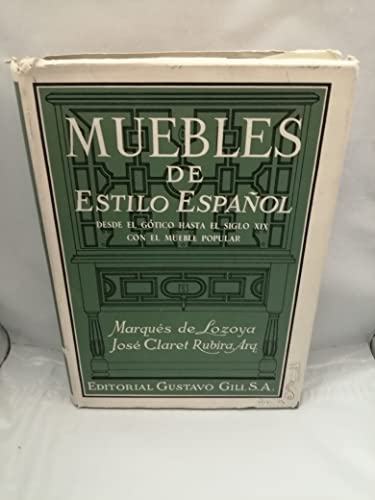 MUEBLES
DE
ESTILO ESPAÑOL
DESDE EL GÓTICO HASTA EL SIGLO XIX
CON EL MUEBLE POPULAR
Marqués de Lozoya
José Claret Rubira, Arq.
EDITORIAL GUSTAVO GILI, S.A.